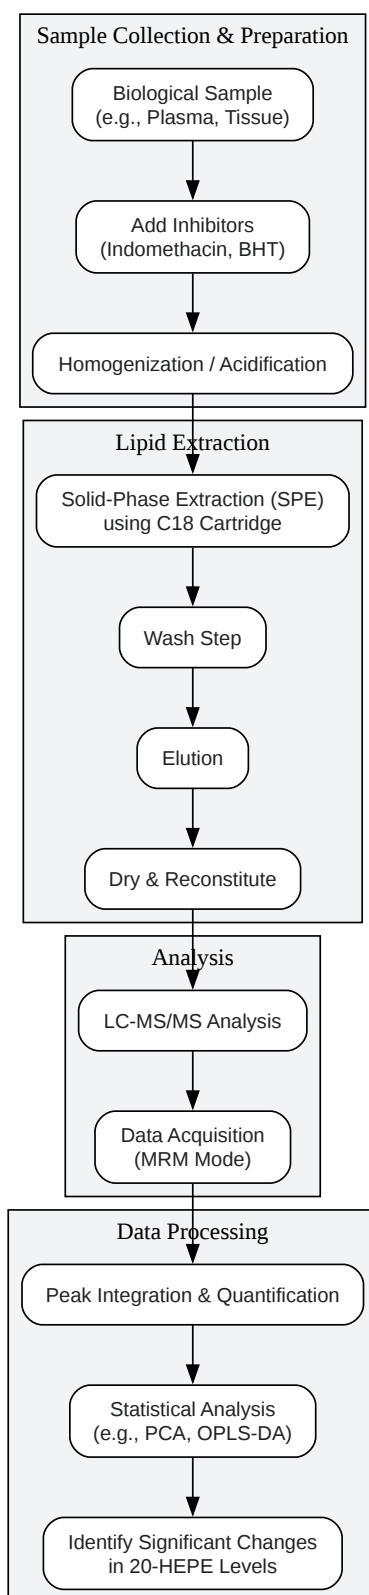 Sample Collection & Preparation
Biological Sample
(e.g., Plasma, Tissue)
Add Inhibitors
(Indomethacin, BHT)
Homogenization / Acidification
Lipid Extraction
Solid-Phase Extraction (SPE)
using C18 Cartridge
Wash Step
Elution
Dry & Reconstitute
Analysis
LC-MS/MS Analysis
Data Acquisition
(MRM Mode)
Data Processing
Peak Integration & Quantification
Statistical Analysis
(e.g., PCA, OPLS-DA)
Identify Significant Changes
in 20-HEPE Levels